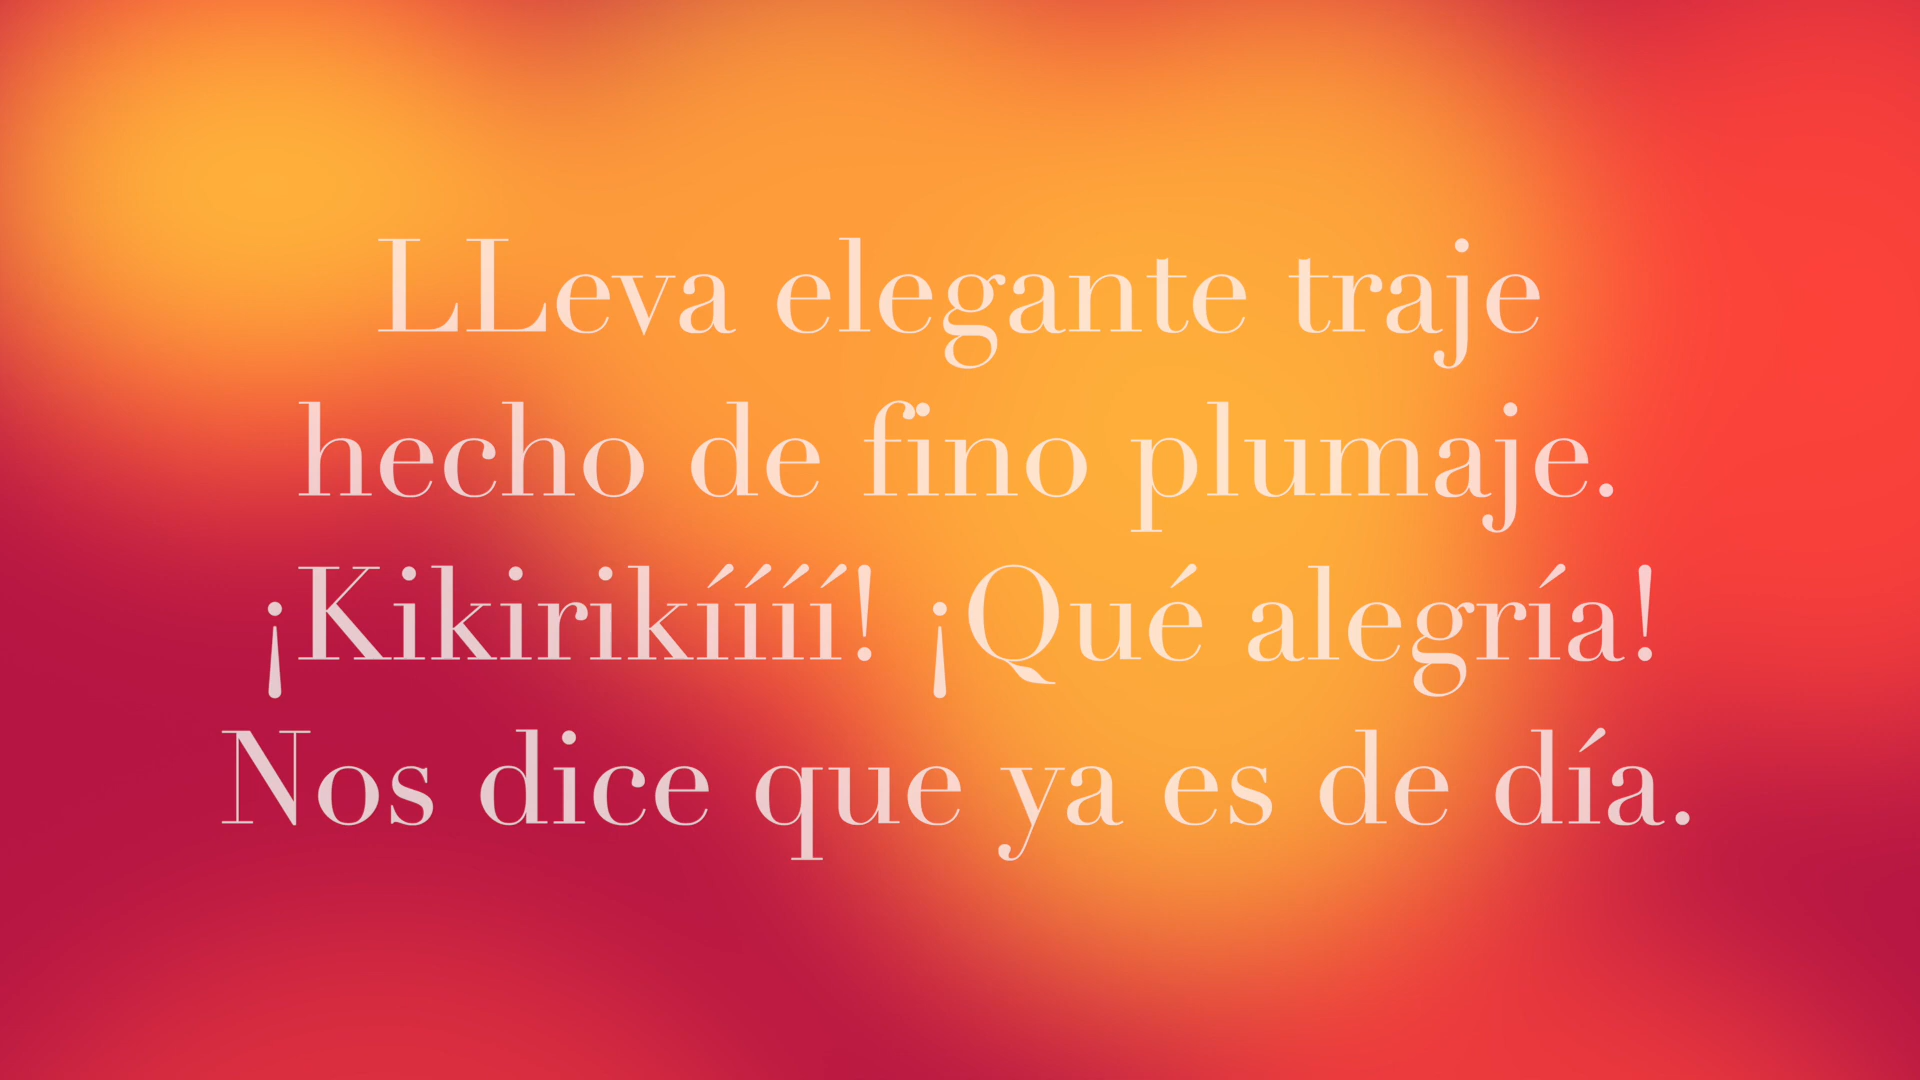 LLeva elegante traje
hecho de fino plumaje.
¡Kikirikíííí! ¡Qué alegría!
Nos dice que ya es de día.